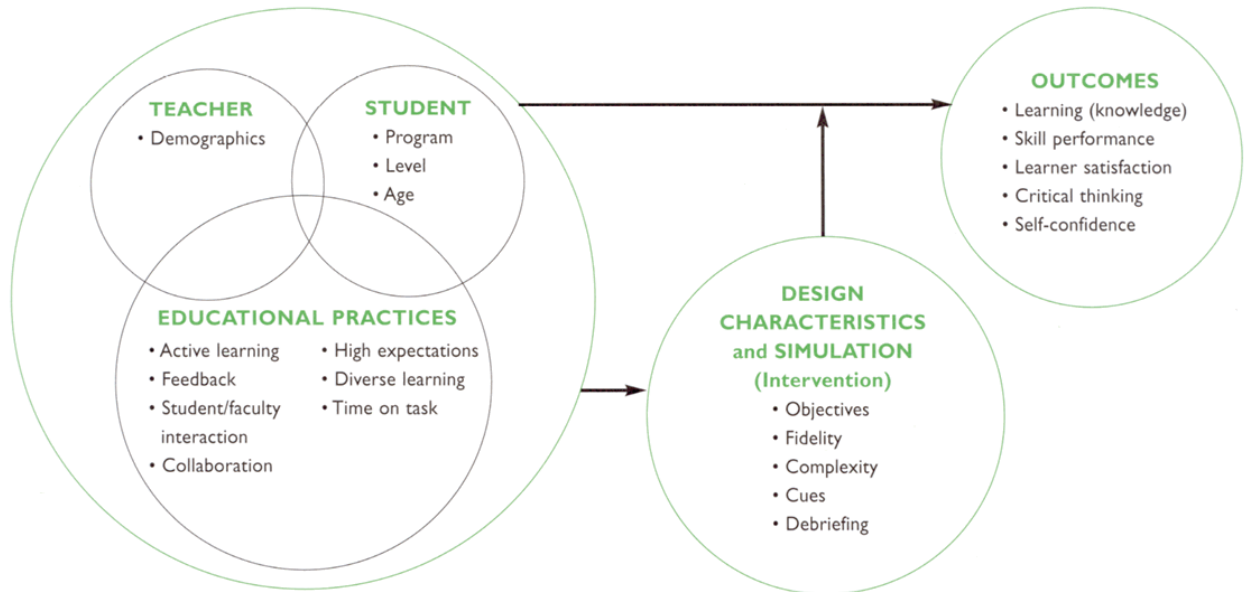 TEACHER
• Demographics
STUDENT
• Program
• Level
• Age
EDUCATIONAL PRACTICES
• Active learning
• Feedback
• Student/faculty
interaction
• Collaboration
• High expectations
• Diverse learning
• Time on task
DESIGN
CHARACTERISTICS
and SIMULATION
(Intervention)
• Objectives
• Fidelity
• Complexity
• Cues
• Debriefing
OUTCOMES
• Learning (knowledge)
• Skill performance
• Learner satisfaction
• Critical thinking
• Self-confidence